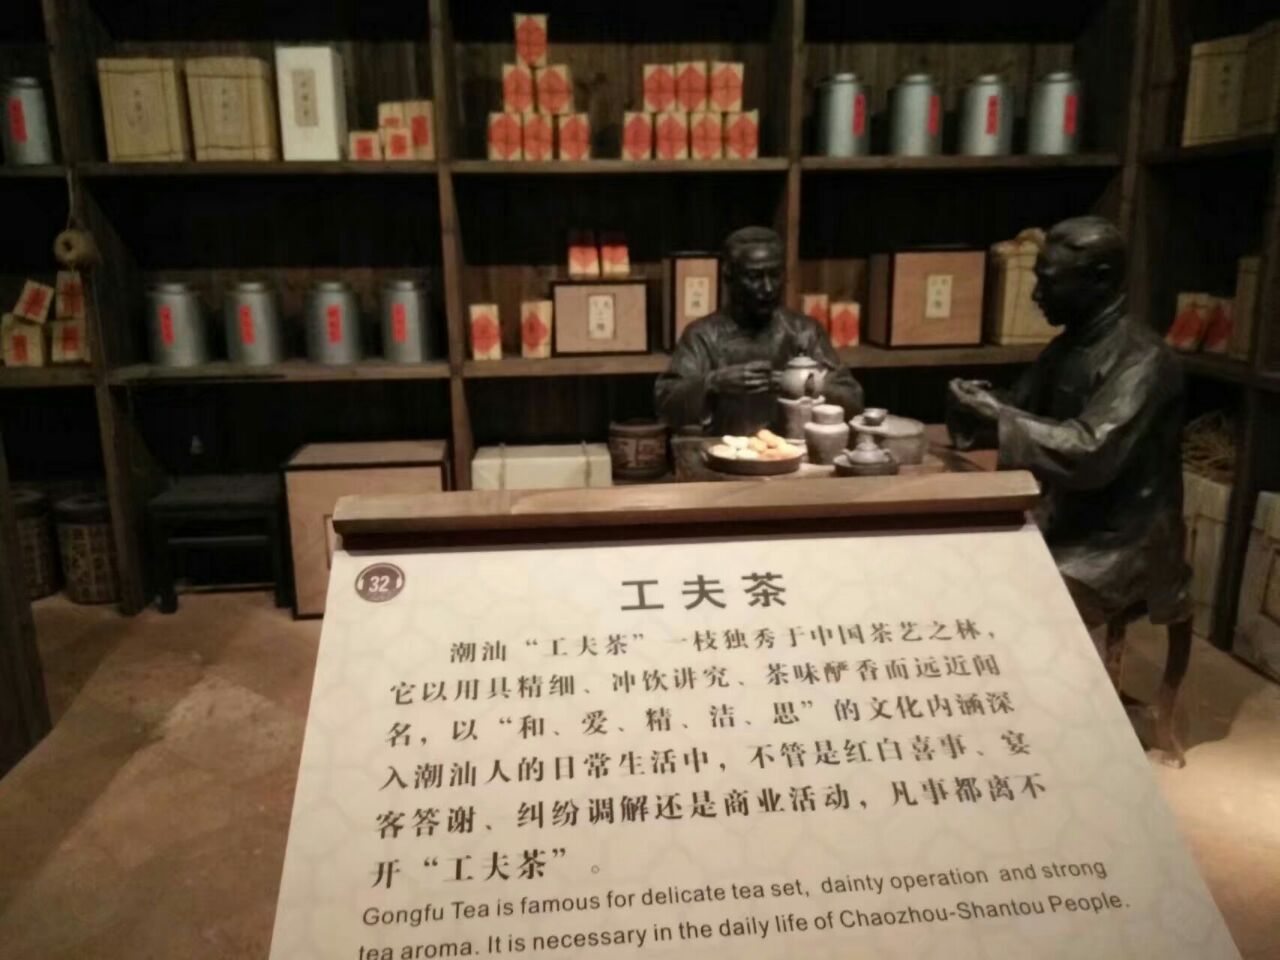 32
工夫茶
潮汕“工夫茶”一枝独秀于中国茶艺之林，
它以用具精细、冲饮讲究、茶味酽香而远近闻
名，以“和、爱、精、洁、思”的文化内涵深
入潮汕人的日常生活中，不管是红白喜事、宴
客答谢、纠纷调解还是商业活动，凡事都离不
开“工夫茶”。
Gongfu Tea is famous for delicate tea set, dainty operation and strong
tea aroma. It is necessary in the daily life of Chaozhou-Shantou People.